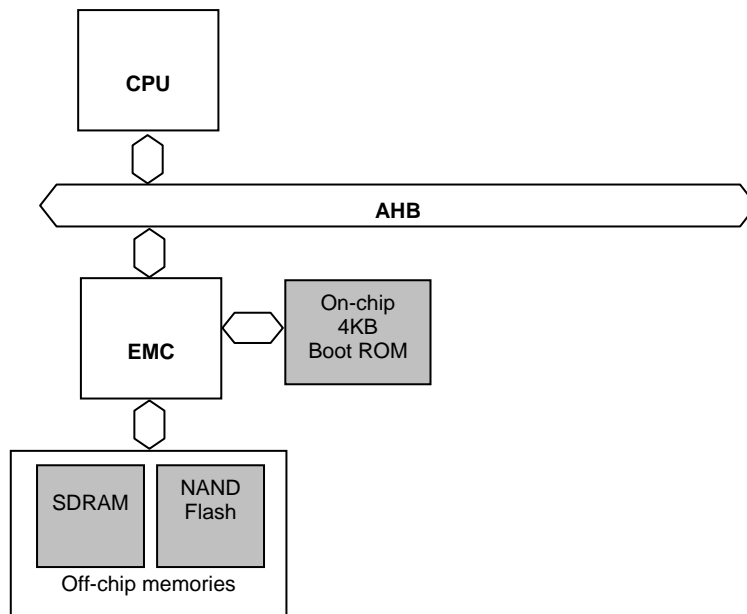 CPU
AHB
EMC
On-chip
4KB
Boot ROM
SDRAM
NAND
Flash
Off-chip memories